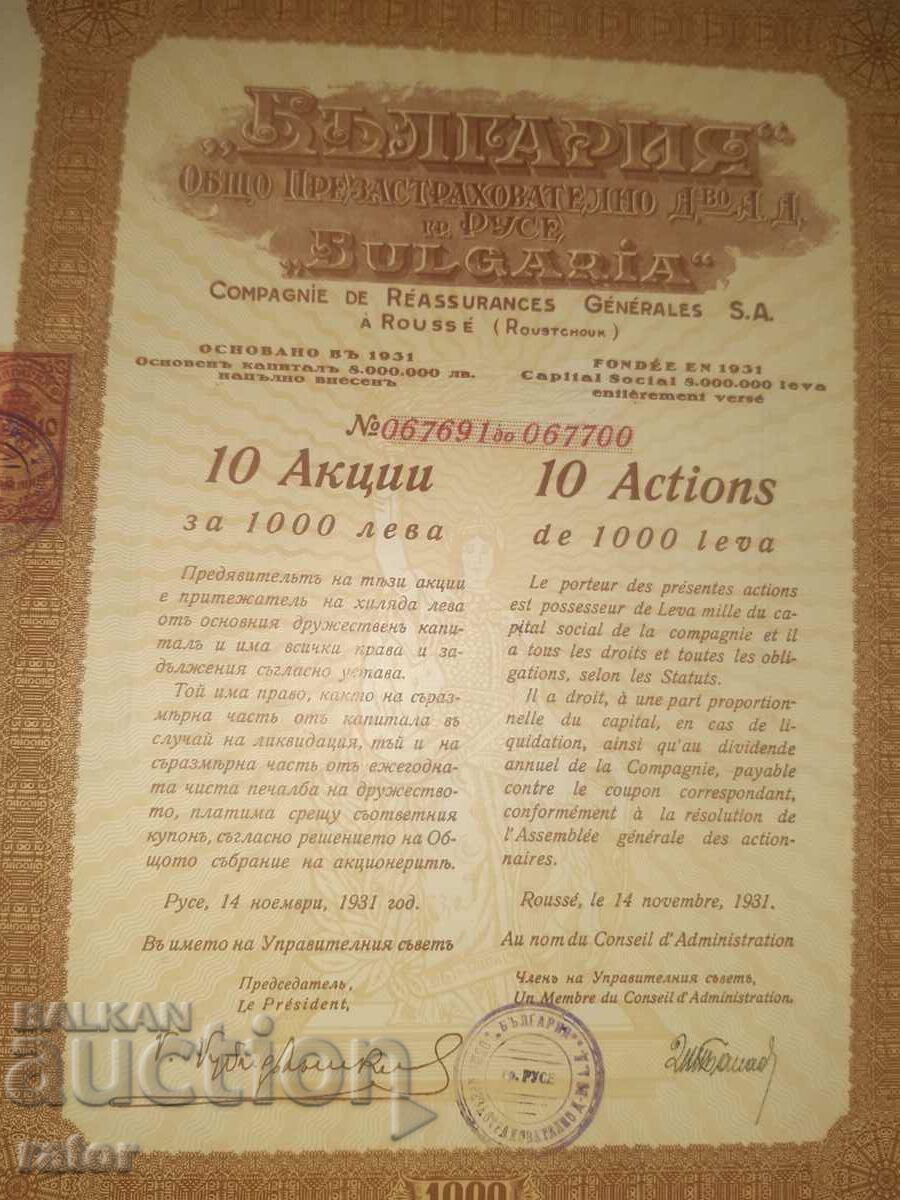 „БЪЛГАРИЯ“
ОБЩО ПРЕЗАСТРАХОВАТЕЛНО Д-ВО А. Д.
гр. РУСЕ
„BULGARIA“
COMPAGNIE DE RÉASSURANCES GÉNÉRALES S.A.
À ROUSSÉ (ROUSTCHOUK)
ОСНОВАНО ВЪ 1931
Основенъ капиталъ 8.000.000 лв.
напълно внесенъ
FONDÉE EN 1931
Capital Social 8.000.000 leva
entièrement versé
№ 067691 до 067700
10 Акции
за 1000 лева
Предявительтъ на тѣзи акции
е притежатель на хиляда лева
отъ основния дружественъ капи-
талъ и има всички права и за-
дължения съгласно устава.
Той има право, както на съраз-
мѣрна часть отъ капитала въ
случай на ликвидация, тъй и на
съразмѣрна часть отъ ежегодна-
та чиста печалба на дружество-
то, платима срещу съответния
купонъ, съгласно решението на Об-
щото събрание на акционеритѣ.
Русе, 14 ноември, 1931 год.
Въ името на Управителния съветъ
Председатель,
Le Président,
10 Actions
de 1000 leva
Le porteur des présentes actions
est possesseur de Leva mille du ca-
pital social de la compagnie et il
a tous les droits et toutes les obli-
gations, selon les Statuts.
Il a droit, à une part proportion-
nelle du capital, en cas de li-
quidation, ainsi qu'au dividende
annuel de la Compagnie, payable
contre le coupon correspondant,
conformément à la résolution de
l'Assemblée générale des action-
naires.
Roussé, le 14 novembre, 1931.
Au nom du Conseil d'Administration
Членъ на Управителния съветъ,
Un Membre du Conseil d'Administration,
„БЪЛГАРИЯ“
гр. РУСЕ
1000
BALKAN
auction
rator